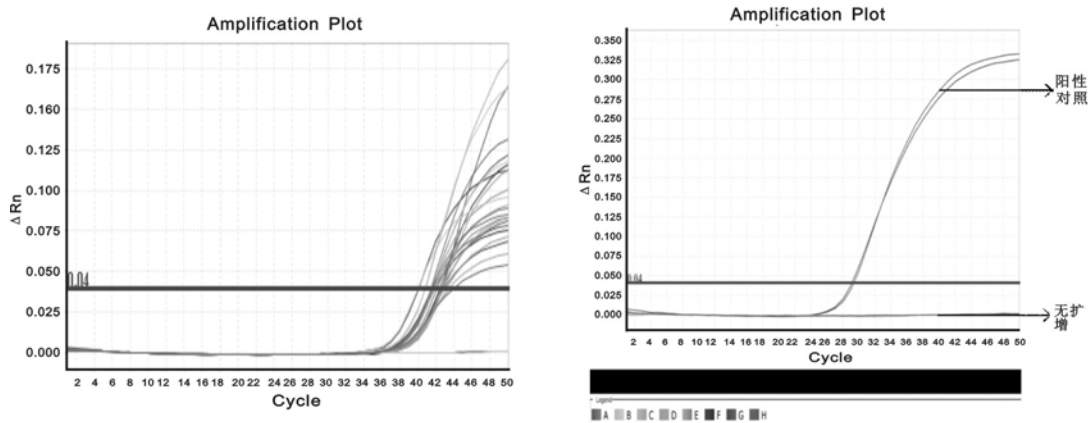 Amplification Plot
0.175
0.150
0.125
0.100
0.075
0.050
0.025
0.000
ΔRn
0.04
2 4 6 8 10 12 14 16 18 20 22 24 26 28 30 32 34 36 38 40 42 44 46 48 50
Cycle
Amplification Plot
0.350
0.325
0.300
0.275
0.250
0.225
0.200
0.175
0.150
0.125
0.100
0.075
0.050
0.025
0.000
ΔRn
0.04
2 4 6 8 10 12 14 16 18 20 22 24 26 28 30 32 34 36 38 40 42 44 46 48 50
Cycle
阳性
对照
无扩
增
Legend
A B C D E F G H